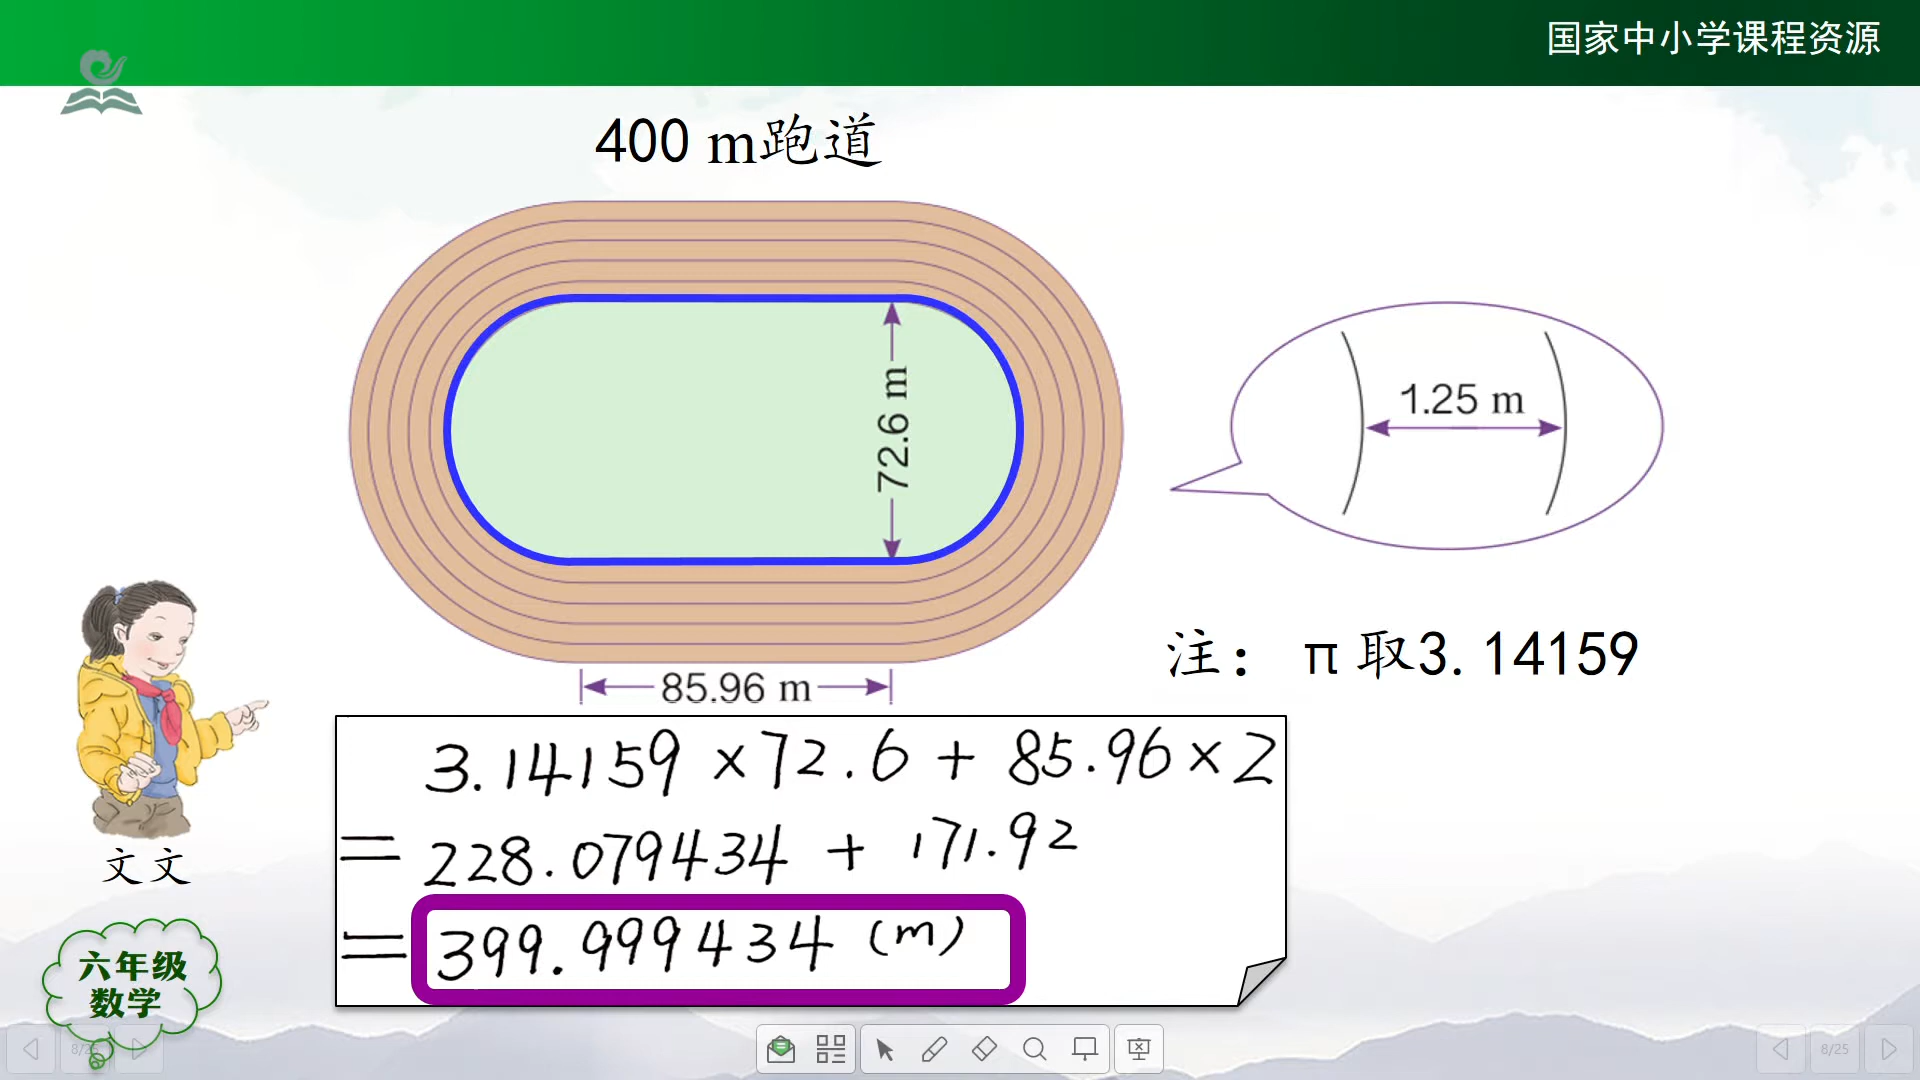 国家中小学课程资源
400 m跑道
72.6 m
1.25 m
85.96 m
注： π 取3.14159
3.14159 ×72.6 + 85.96×2
= 228.079434 + 171.92
= 399.999434 (m)
文文
六年级
数学
8/25
8/25